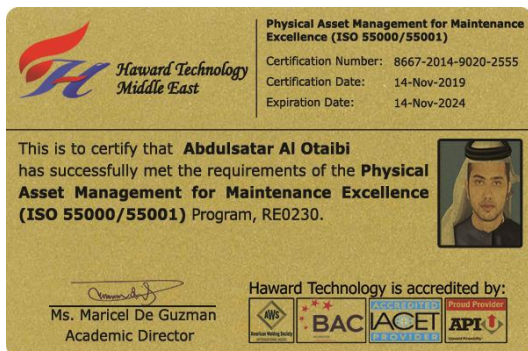 Haward Technology
Middle East
Physical Asset Management for Maintenance
Excellence (ISO 55000/55001)
Certification Number: 8667-2014-9020-2555
Certification Date: 14-Nov-2019
Expiration Date: 14-Nov-2024
This is to certify that Abdulsatar Al Otaibi
has successfully met the requirements of the Physical
Asset Management for Maintenance Excellence
(ISO 55000/55001) Program, RE0230.
Ms. Maricel De Guzman
Academic Director
Haward Technology is accredited by:
AWS
American Welding Society
BAC
ACCREDITED
IACET
PROVIDER
Proud Provider
API